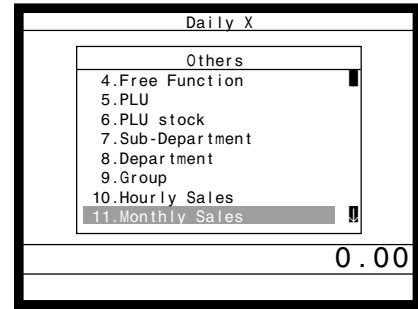 Daily X
Others
4.Free Function
5.PLU
6.PLU stock
7.Sub-Department
8.Department
9.Group
10.Hourly Sales
11.Monthly Sales
0.00